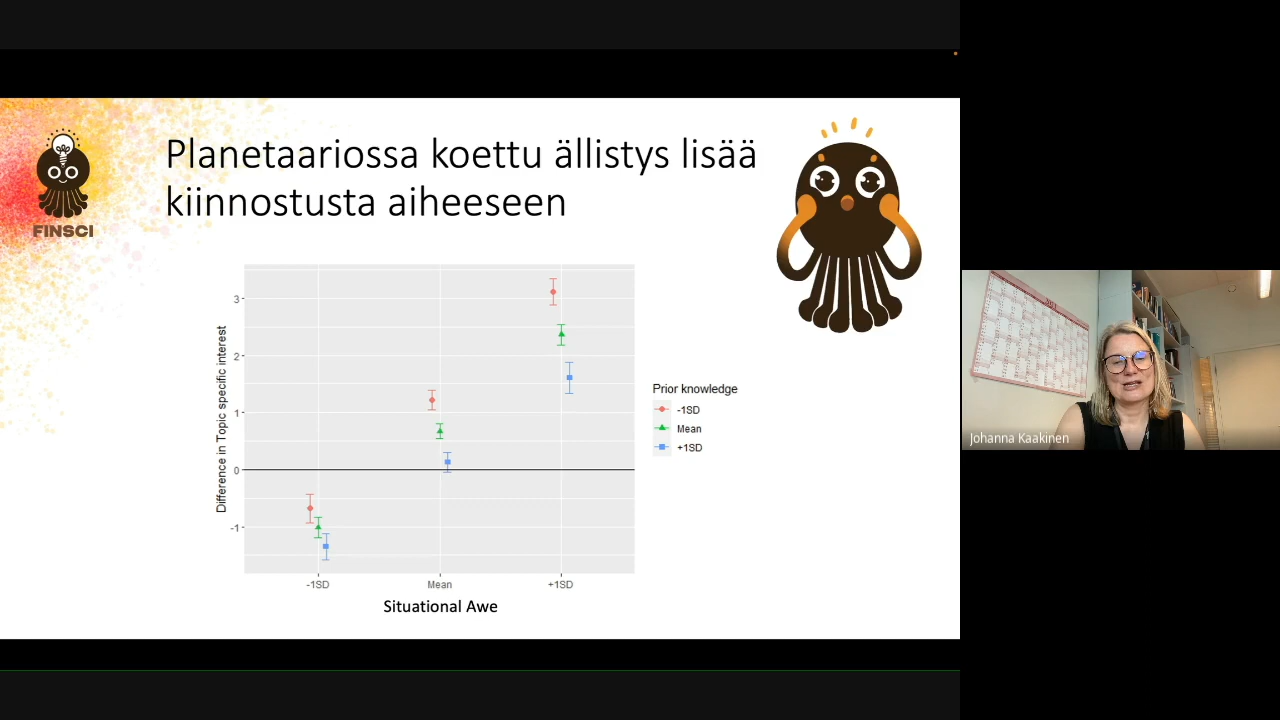 Planetaariossa koettu ällistys lisää
kiinnostusta aiheeseen
FINSCI
Difference in Topic specific interest
3
2
1
0
-1
-1SD
Mean
+1SD
Situational Awe
Prior knowledge
-1SD
Mean
+1SD
Johanna Kaakinen